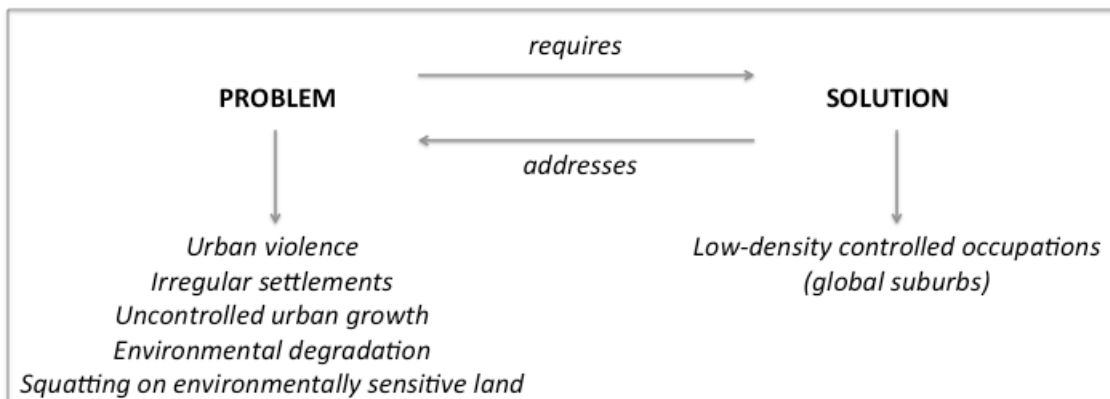 requires
PROBLEM
SOLUTION
addresses
Urban violence
Irregular settlements
Uncontrolled urban growth
Environmental degradation
Squatting on environmentally sensitive land
Low-density controlled occupations
(global suburbs)